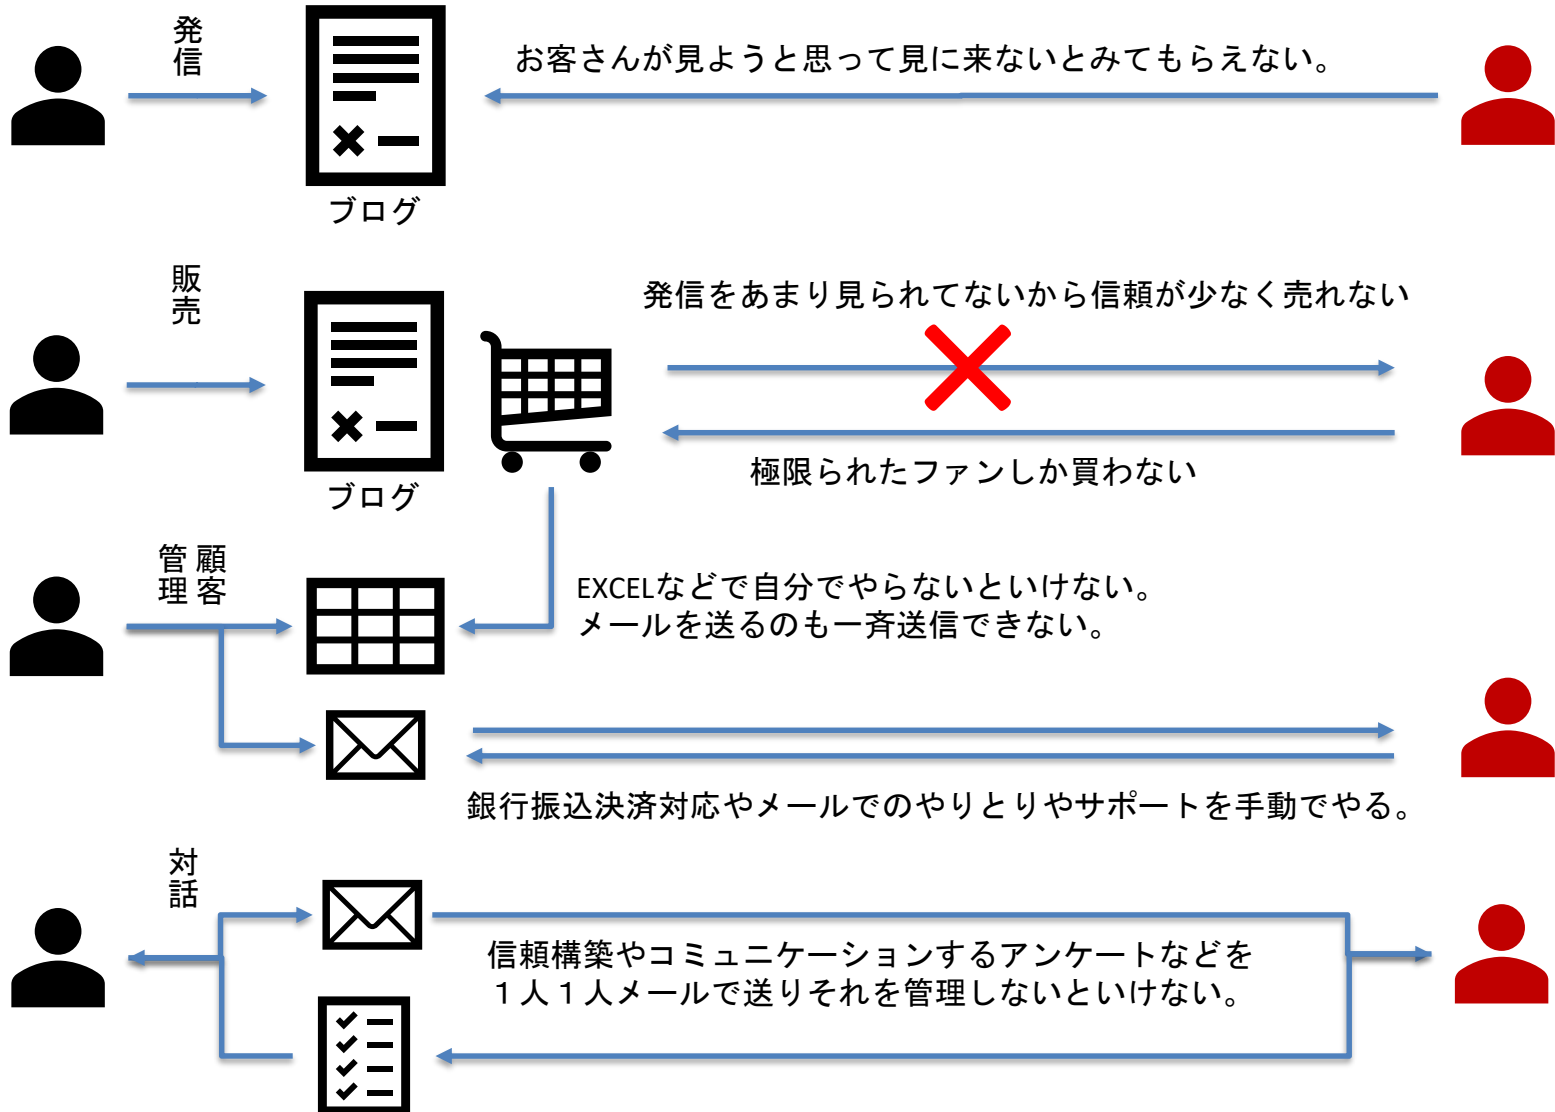 発信
お客さんが見ようと思って見に来ないとみてもらえない。
ブログ
販売
発信をあまり見られてないから信頼が少なく売れない
極限られたファンしか買わない
ブログ
顧客
管理
EXCELなどで自分でやらないといけない。
メールを送るのも一斉送信できない。
銀行振込決済対応やメールでのやりとりやサポートを手動でやる。
対話
信頼構築やコミュニケーションするアンケートなどを
１人１人メールで送りそれを管理しないといけない。